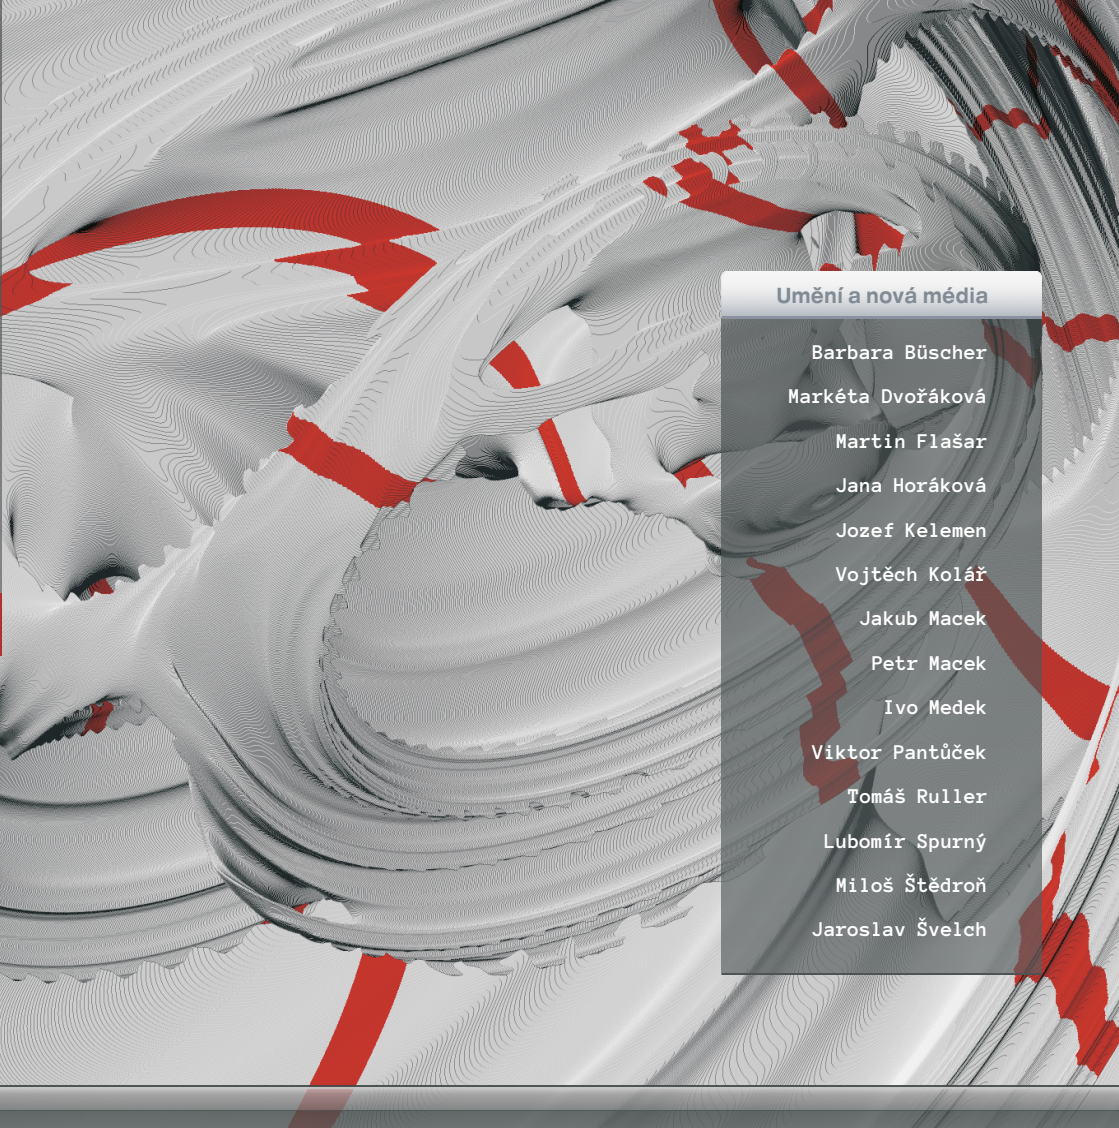 Umění a nová média
Barbara Büscher
Markéta Dvořáková
Martin Flašar
Jana Horáková
Jozef Kelemen
Vojtěch Kolář
Jakub Macek
Petr Macek
Ivo Medek
Viktor Pantůček
Tomáš Ruller
Lubomír Spurný
Miloš Štědroň
Jaroslav Švelch